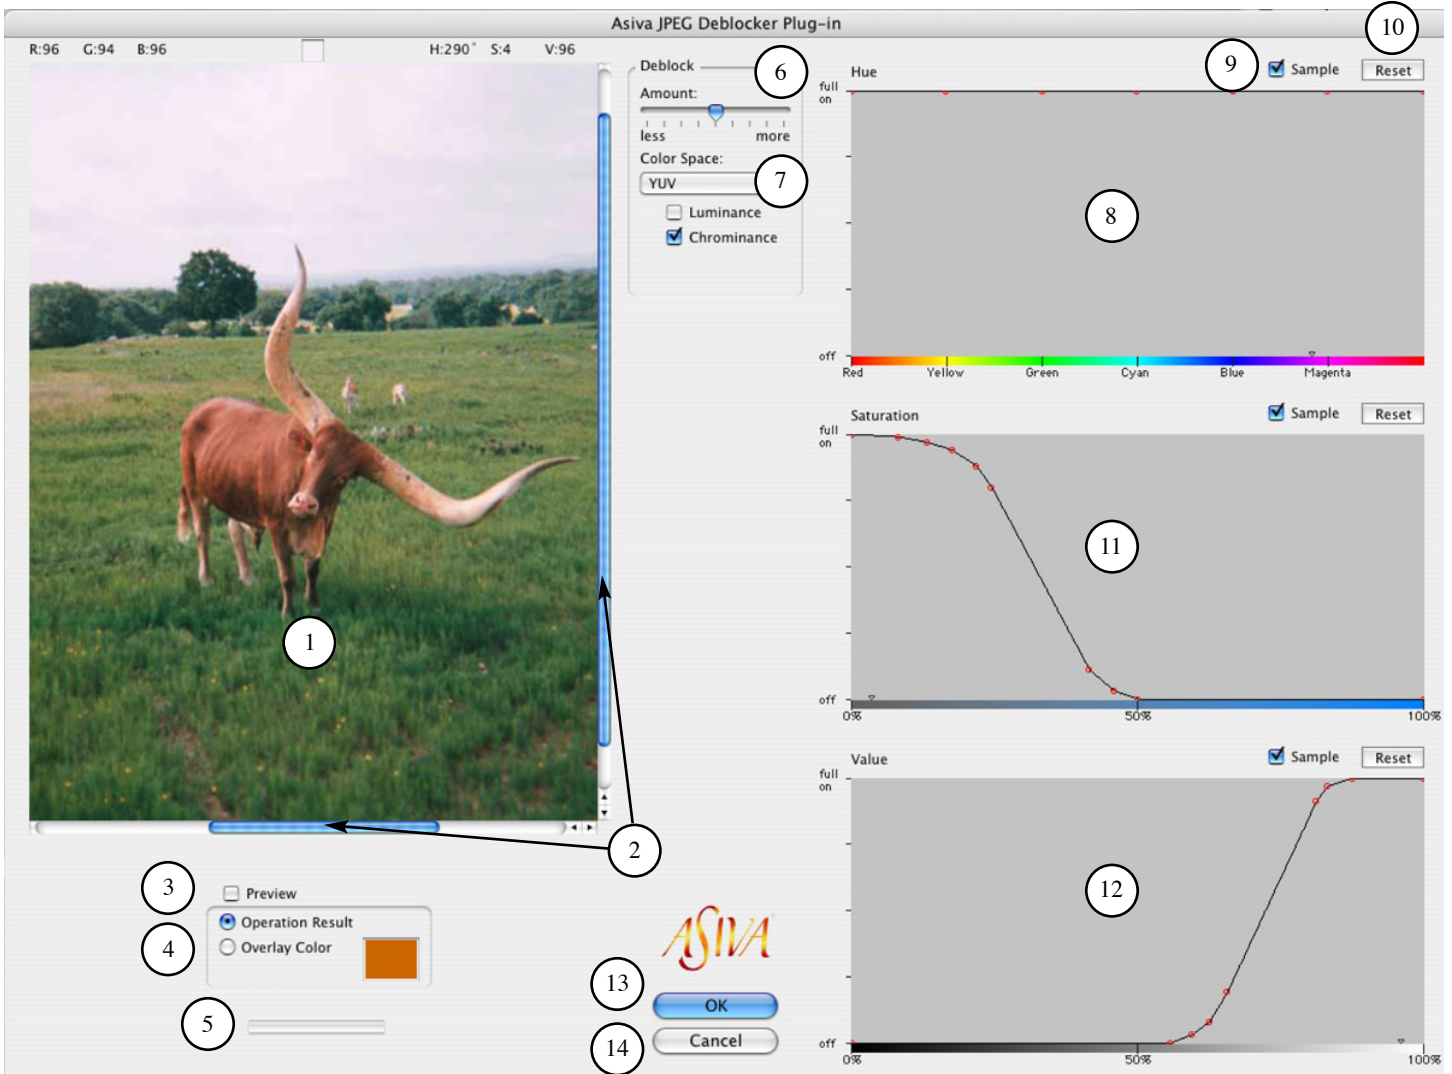 Asiva JPEG Deblocker Plug-in
10
R:96 G:94 B:96 H:290° S:4 V:96
Deblock
6
Amount:
less more
Color Space:
YUV
7
Luminance
Chrominance
Hue
9
Sample
Reset
full
on
8
off
Red Yellow Green Cyan Blue Magenta
Saturation
Sample
Reset
full
on
11
off
0% 50% 100%
Value
Sample
Reset
full
on
12
off
0% 50% 100%
1
2
3
Preview
4
Operation Result
Overlay Color
5
ASIVA
13
OK
14
Cancel